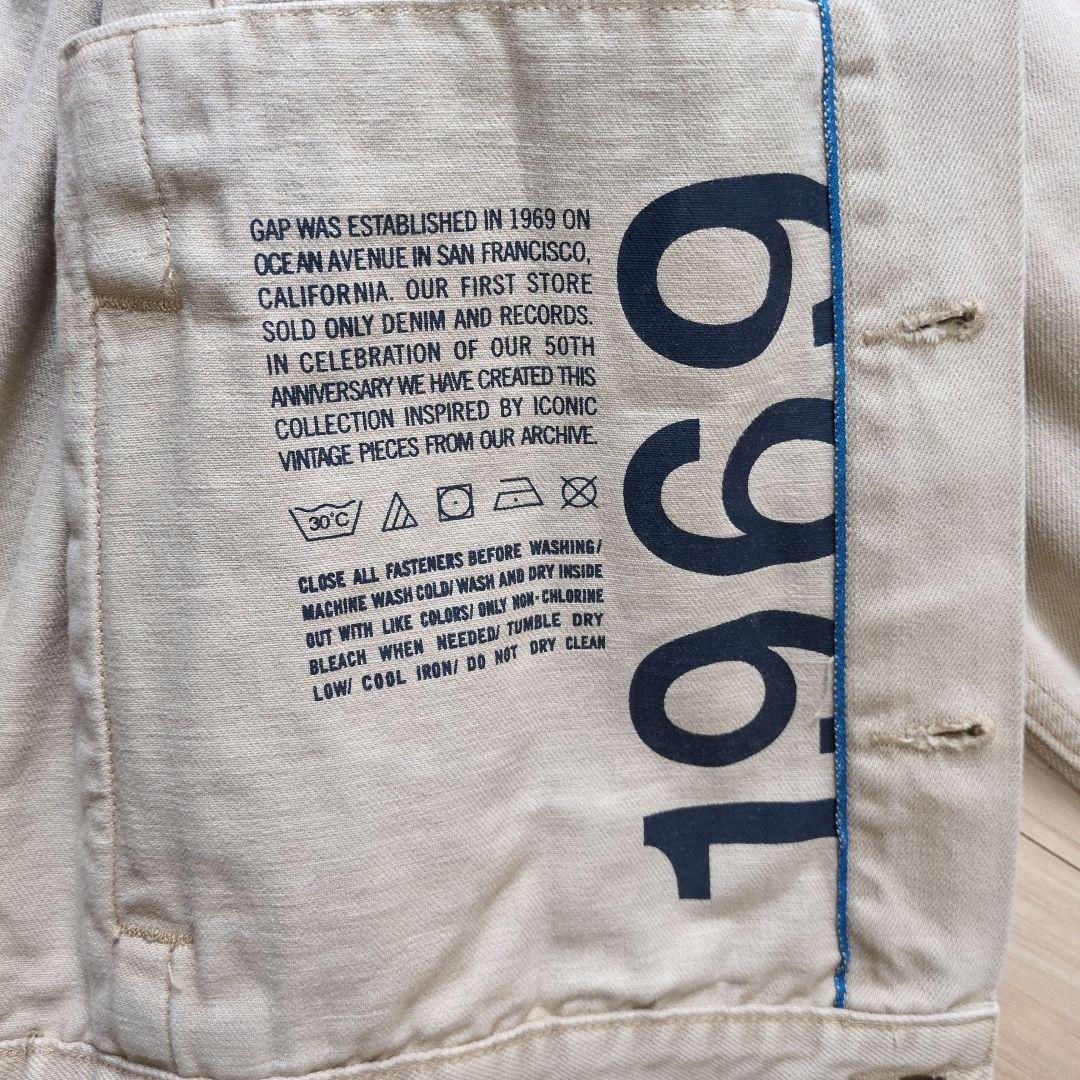 GAP WAS ESTABLISHED IN 1969 ON
OCEAN AVENUE IN SAN FRANCISCO,
CALIFORNIA. OUR FIRST STORE
SOLD ONLY DENIM AND RECORDS.
IN CELEBRATION OF OUR 50TH
ANNIVERSARY WE HAVE CREATED THIS
COLLECTION INSPIRED BY ICONIC
VINTAGE PIECES FROM OUR ARCHIVE.
30°C
CLOSE ALL FASTENERS BEFORE WASHING/
MACHINE WASH COLD/ WASH AND DRY INSIDE
OUT WITH LIKE COLORS/ ONLY NON-CHLORINE
BLEACH WHEN NEEDED/ TUMBLE DRY
LOW/ COOL IRON/ DO NOT DRY CLEAN
1969